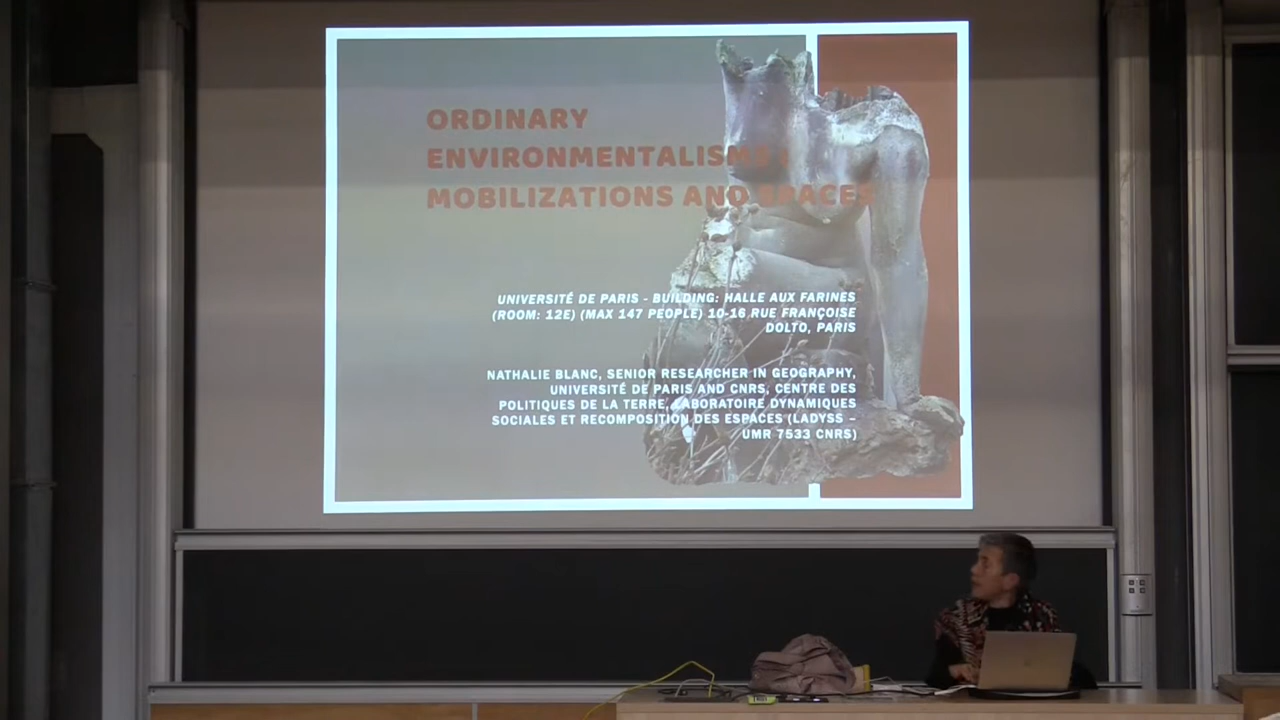 ORDINARY
ENVIRONMENTALISMS :
MOBILIZATIONS AND SPACES
UNIVERSITÉ DE PARIS - BUILDING: HALLE AUX FARINES
(ROOM: 12E) (MAX 147 PEOPLE) 10-16 RUE FRANÇOISE
DOLTO, PARIS
NATHALIE BLANC, SENIOR RESEARCHER IN GEOGRAPHY,
UNIVERSITÉ DE PARIS AND CNRS, CENTRE DES
POLITIQUES DE LA TERRE, LABORATOIRE DYNAMIQUES
SOCIALES ET RECOMPOSITION DES ESPACES (LADYSS –
UMR 7533 CNRS)